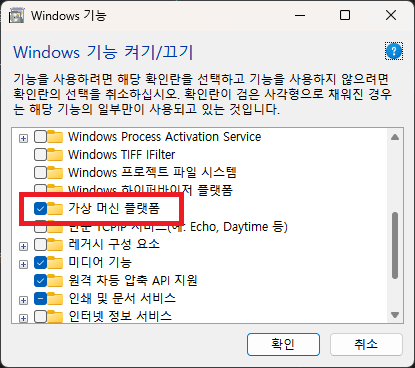 Windows 기능
Windows 기능 켜기/끄기
기능을 사용하려면 해당 확인란을 선택하고 기능을 사용하지 않으려면
확인란의 선택을 취소하십시오. 확인란이 검은 사각형으로 채워진 경우
는 해당 기능의 일부만이 사용되고 있는 것입니다.
Windows Process Activation Service
Windows TIFF IFilter
Windows 프로젝트 파일 시스템
Windows 하이퍼바이저 플랫폼
가상 머신 플랫폼
단순 TCPIP 서비스(예: Echo, Daytime 등)
레거시 구성 요소
미디어 기능
원격 차등 압축 API 지원
인쇄 및 문서 서비스
인터넷 정보 서비스
확인
취소